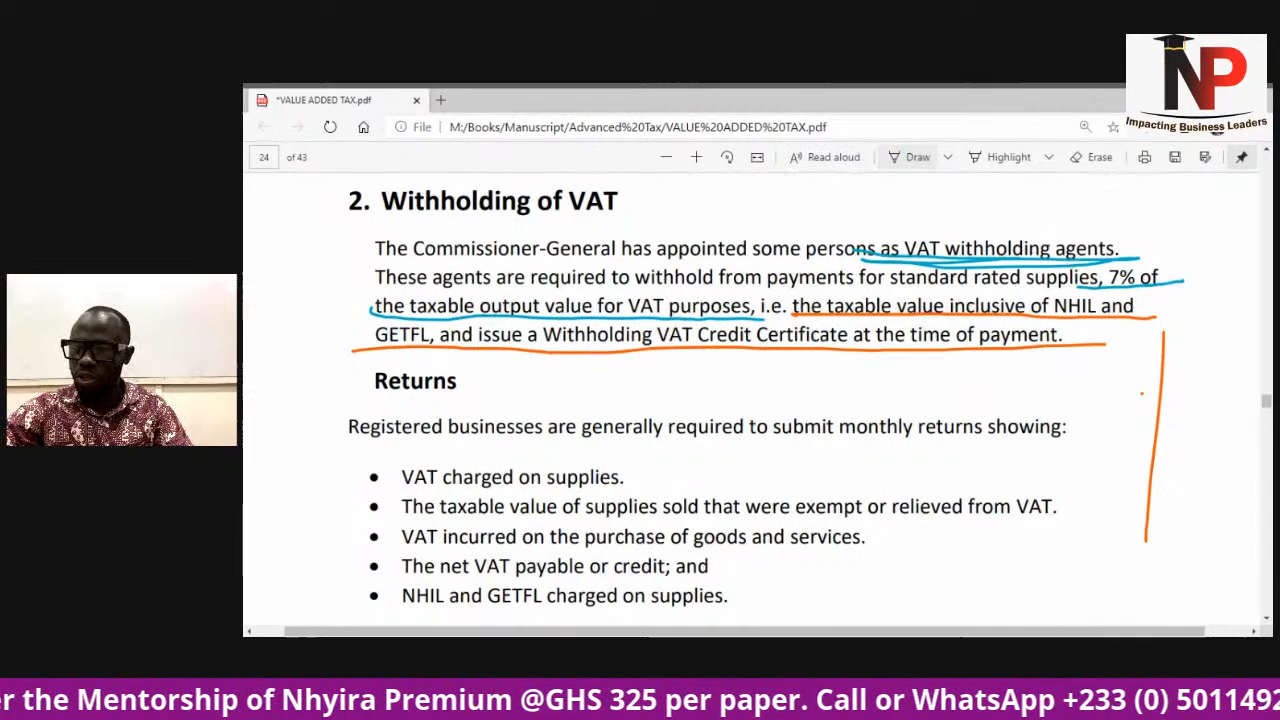 NP
Impacting Business Leaders
*VALUE ADDED TAX.pdf
File M:/Books/Manuscript/Advanced%20Tax/VALUE%20ADDED%20TAX.pdf
24 of 43 Read aloud Draw Highlight Erase
2. Withholding of VAT
The Commissioner-General has appointed some persons as VAT withholding agents.
These agents are required to withhold from payments for standard rated supplies, 7% of
the taxable output value for VAT purposes, i.e. the taxable value inclusive of NHIL and
GETFL, and issue a Withholding VAT Credit Certificate at the time of payment.
Returns
Registered businesses are generally required to submit monthly returns showing:
• VAT charged on supplies.
• The taxable value of supplies sold that were exempt or relieved from VAT.
• VAT incurred on the purchase of goods and services.
• The net VAT payable or credit; and
• NHIL and GETFL charged on supplies.
er the Mentorship of Nhyira Premium @GHS 325 per paper. Call or WhatsApp +233 (0) 5011492